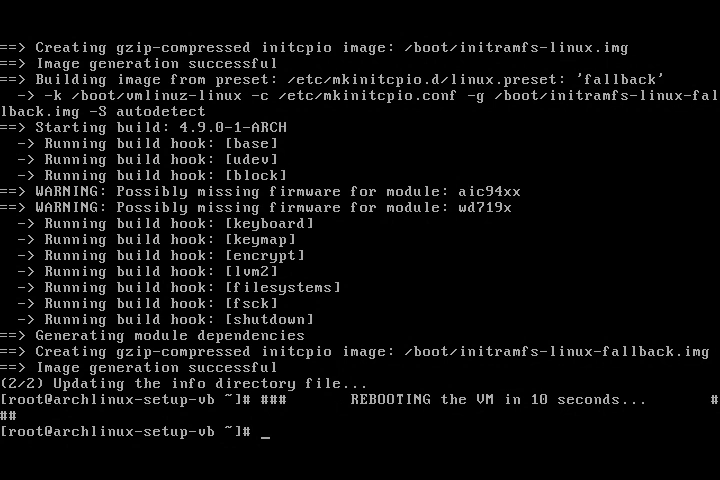 ==> Creating gzip-compressed initcpio image: /boot/initramfs-linux.img
==> Image generation successful
==> Building image from preset: /etc/mkinitcpio.d/linux.preset: 'fallback'
  -> -k /boot/vmlinuz-linux -c /etc/mkinitcpio.conf -g /boot/initramfs-linux-fal
lback.img -S autodetect
==> Starting build: 4.9.0-1-ARCH
  -> Running build hook: [base]
  -> Running build hook: [udev]
  -> Running build hook: [block]
==> WARNING: Possibly missing firmware for module: aic94xx
==> WARNING: Possibly missing firmware for module: wd719x
  -> Running build hook: [keyboard]
  -> Running build hook: [keymap]
  -> Running build hook: [encrypt]
  -> Running build hook: [lvm2]
  -> Running build hook: [filesystems]
  -> Running build hook: [fsck]
  -> Running build hook: [shutdown]
==> Generating module dependencies
==> Creating gzip-compressed initcpio image: /boot/initramfs-linux-fallback.img
==> Image generation successful
(2/2) Updating the info directory file...
[root@archlinux-setup-vb ~]# ###       REBOOTING the VM in 10 seconds...       #
##
[root@archlinux-setup-vb ~]# _